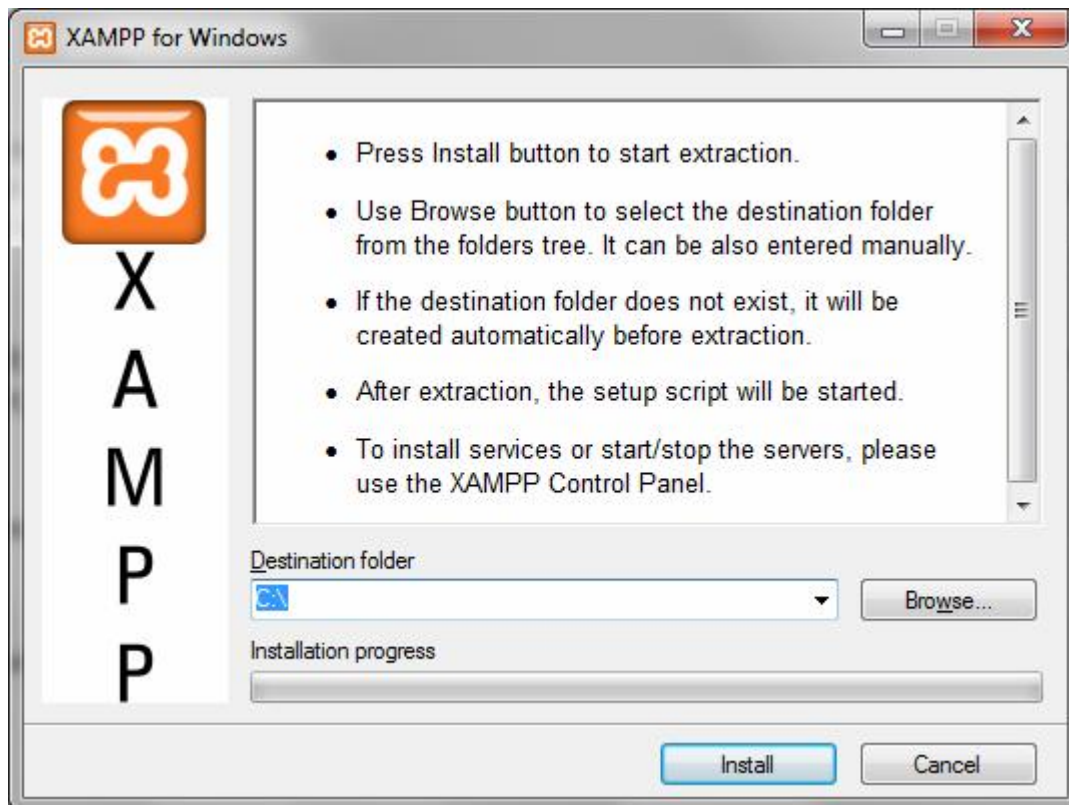 XAMPP for Windows
X
A
M
P
P
• Press Install button to start extraction.
• Use Browse button to select the destination folder
from the folders tree. It can be also entered manually.
• If the destination folder does not exist, it will be
created automatically before extraction.
• After extraction, the setup script will be started.
• To install services or start/stop the servers, please
use the XAMPP Control Panel.
Destination folder
C:\
Browse...
Installation progress
Install
Cancel